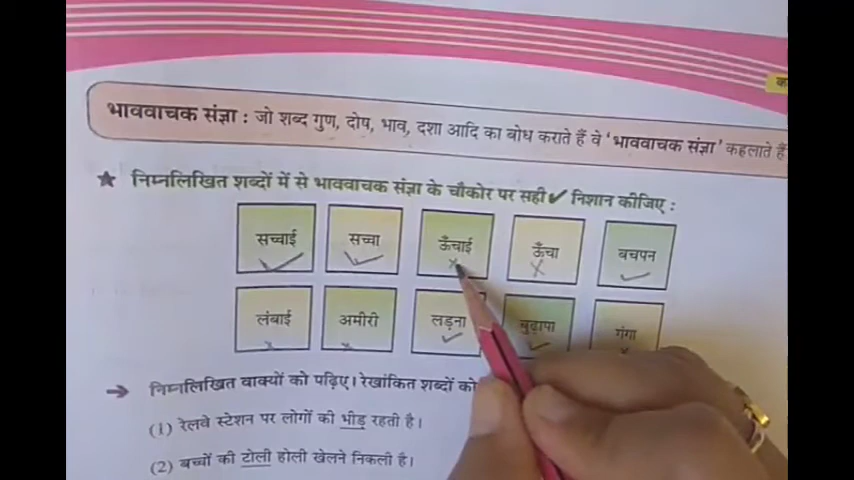 क
भाववाचक संज्ञा : जो शब्द गुण, दोष, भाव, दशा आदि का बोध कराते हैं वे 'भाववाचक संज्ञा' कहलाते हैं
★ निम्नलिखित शब्दों में से भाववाचक संज्ञा के चौकोर पर सही ✓ निशान कीजिए :
सच्चाई सच्चा ऊँचाई ऊँचा बचपन
लंबाई अमीरी लड़ना बुढ़ापा गंगा
→ निम्नलिखित वाक्यों को पढ़िए। रेखांकित शब्दों को
(1) रेलवे स्टेशन पर लोगों की भीड़ रहती है।
(2) बच्चों की टोली होली खेलने निकली है।